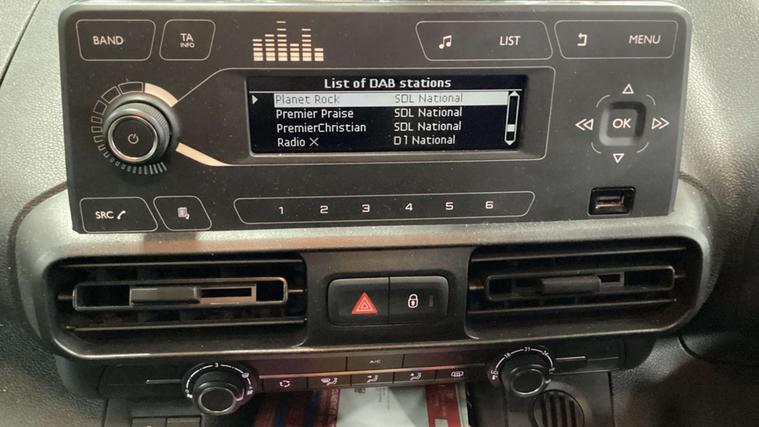 BAND
TA
INFO
LIST
MENU
List of DAB stations
Planet Rock SDL National
Premier Praise SDL National
PremierChristian SDL National
Radio X D1 National
OK
SRC
1 2 3 4 5 6
A/C